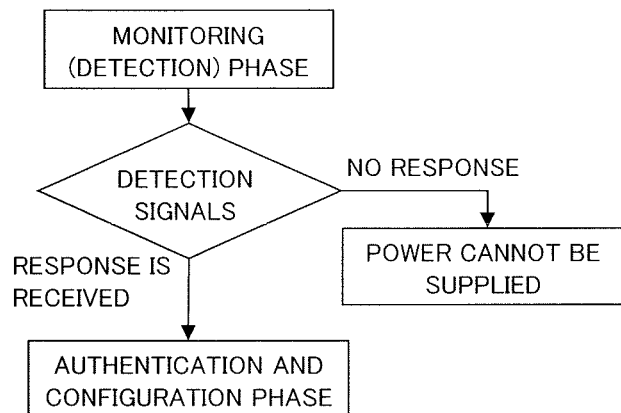 MONITORING
(DETECTION) PHASE
DETECTION
SIGNALS
NO RESPONSE
POWER CANNOT BE
SUPPLIED
RESPONSE IS
RECEIVED
AUTHENTICATION AND
CONFIGURATION PHASE